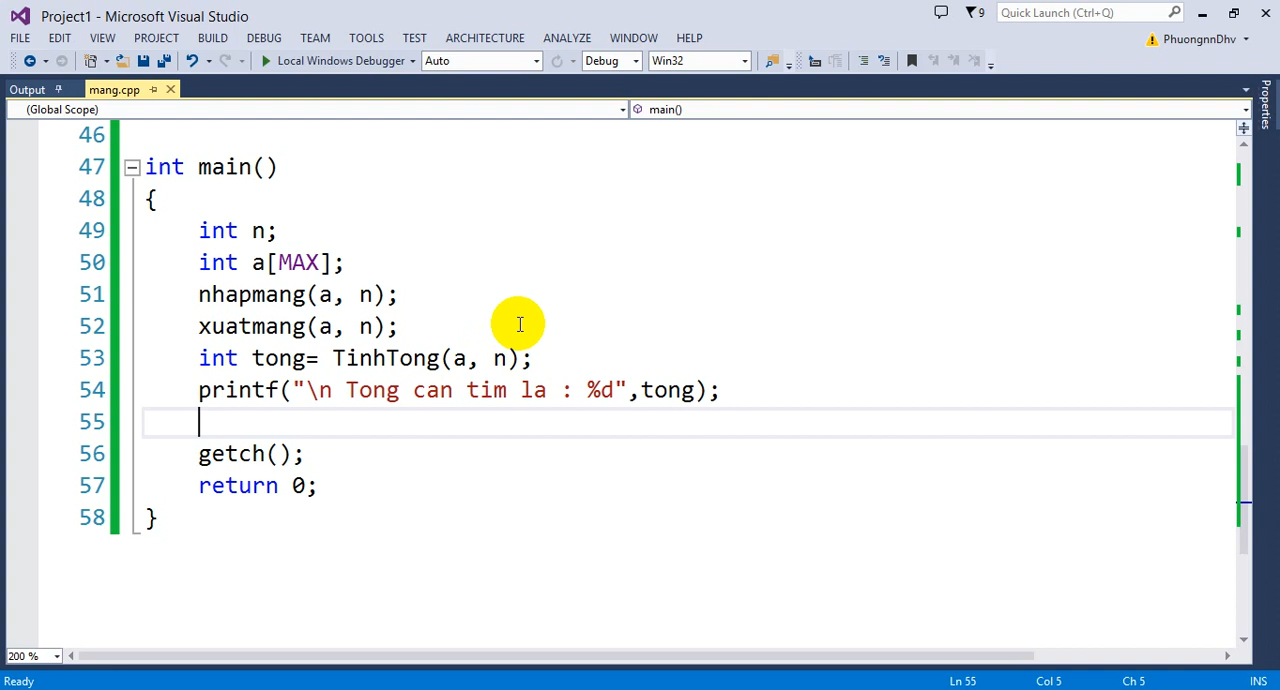 Project1 - Microsoft Visual Studio
9
Quick Launch (Ctrl+Q)
FILE EDIT VIEW PROJECT BUILD DEBUG TEAM TOOLS TEST ARCHITECTURE ANALYZE WINDOW HELP
PhuongnnDhv
Local Windows Debugger Auto Debug Win32
Output mang.cpp
Properties
(Global Scope) main()
46
47 int main()
48 {
49 int n;
50 int a[MAX];
51 nhapmang(a, n);
52 xuatmang(a, n);
53 int tong= TinhTong(a, n);
54 printf("\n Tong can tim la : %d",tong);
55
56 getch();
57 return 0;
58 }
200 %
Ready Ln 55 Col 5 Ch 5 INS